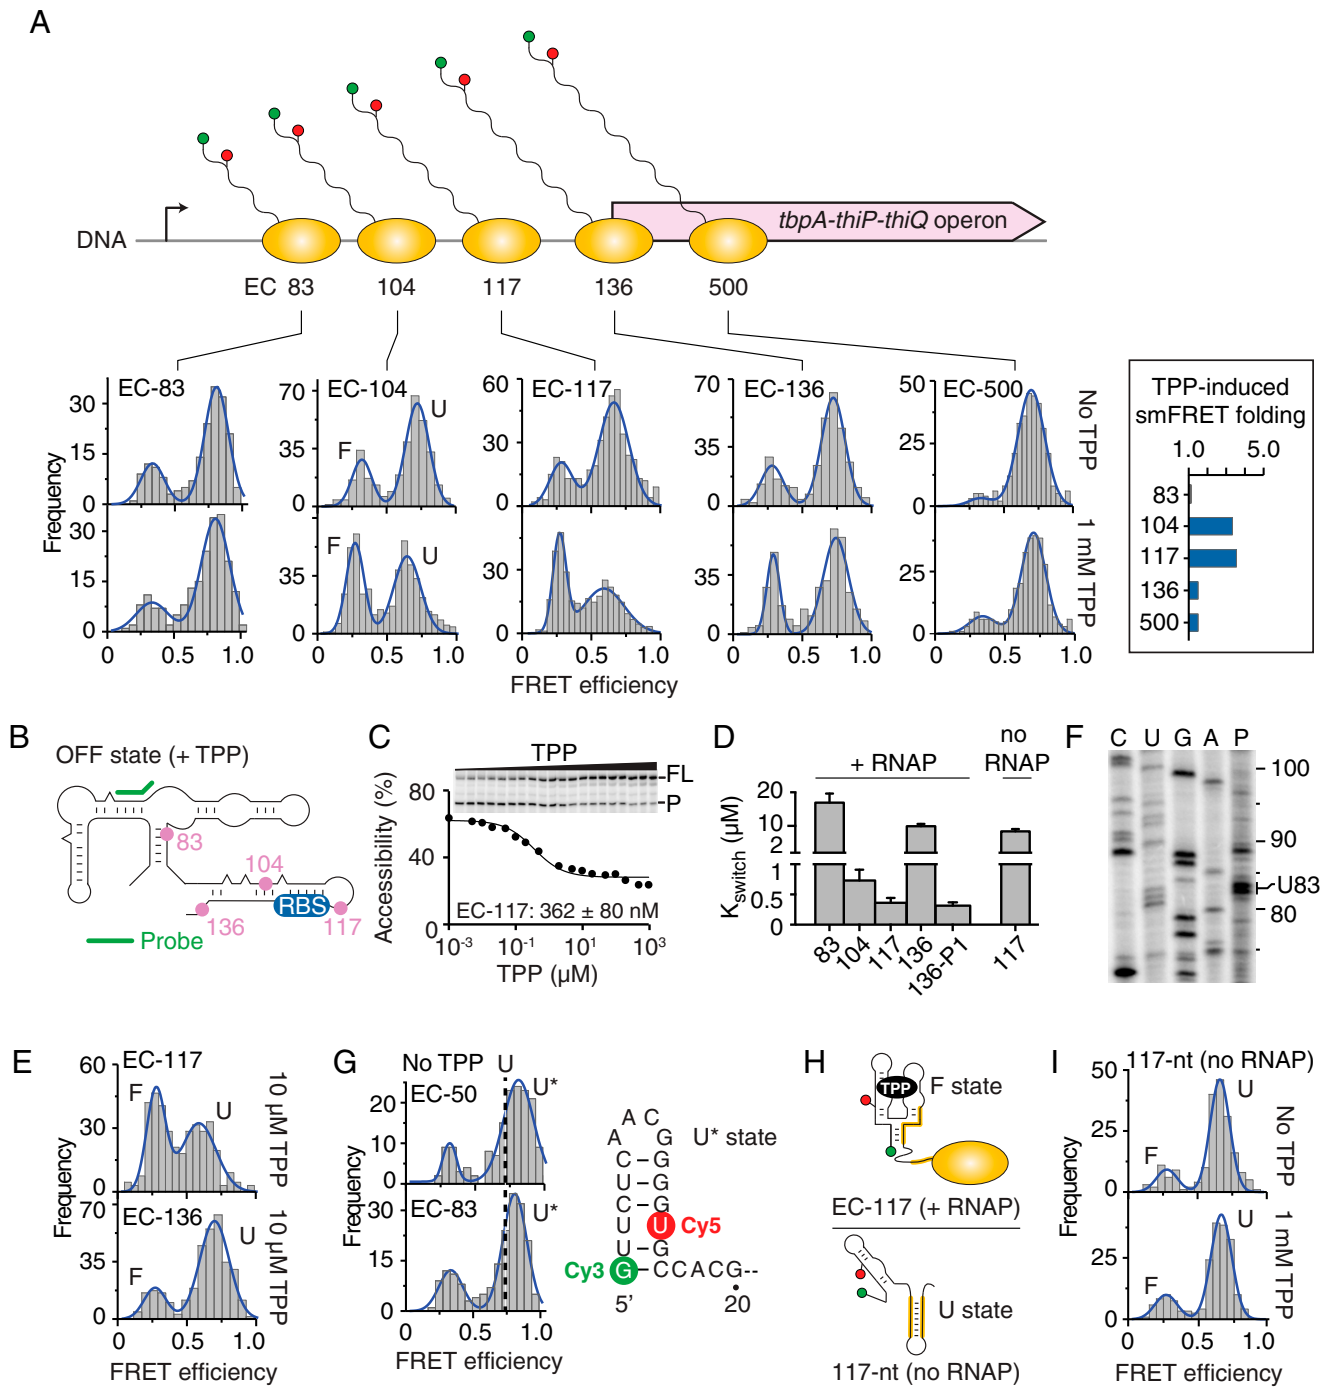 A
DNA
tbpA-thiP-thiQ operon
EC 83 104 117 136 500
EC-83 EC-104 EC-117 EC-136 EC-500
Frequency
30
15
0
70
35
0
F U
60
30
0
70
35
0
50
25
0
No TPP
Frequency
30
15
0
35
0
F U
30
0
35
0
25
0
1 mM TPP
0 0.5 1.0 0 0.5 1.0 0 0.5 1.0 0 0.5 1.0 0 0.5 1.0
FRET efficiency
TPP-induced
smFRET folding
1.0 5.0
83
104
117
136
500
B
OFF state (+ TPP)
83
104
RBS
136 117
Probe
C
TPP
FL
P
Accessibility (%)
80
40
0
EC-117: 362 ± 80 nM
10-3 10-1 101 103
TPP (µM)
D
+ RNAP
no
RNAP
Kswitch (µM)
20
10
2
1
0.5
0
83 104 117 136 136-P1 117
F C U G A P
100
90
U83
80
E
EC-117
60
30
0
F U
10 µM TPP
EC-136
70
35
0
F U
10 µM TPP
Frequency
0 0.5 1.0
FRET efficiency
G
No TPP U
EC-50
U*
20
10
0
EC-83
U*
30
15
0
Frequency
0 0.5 1.0
FRET efficiency
U* state
A C
A G
C G
U G
C G
U U Cy5
U G
Cy3 G C C A C G--
5’ 20
H
TPP
F state
EC-117 (+ RNAP)
U state
117-nt (no RNAP)
I
117-nt (no RNAP)
50
25
0
F U
No TPP
50
25
0
F U
1 mM TPP
Frequency
0 0.5 1.0
FRET efficiency